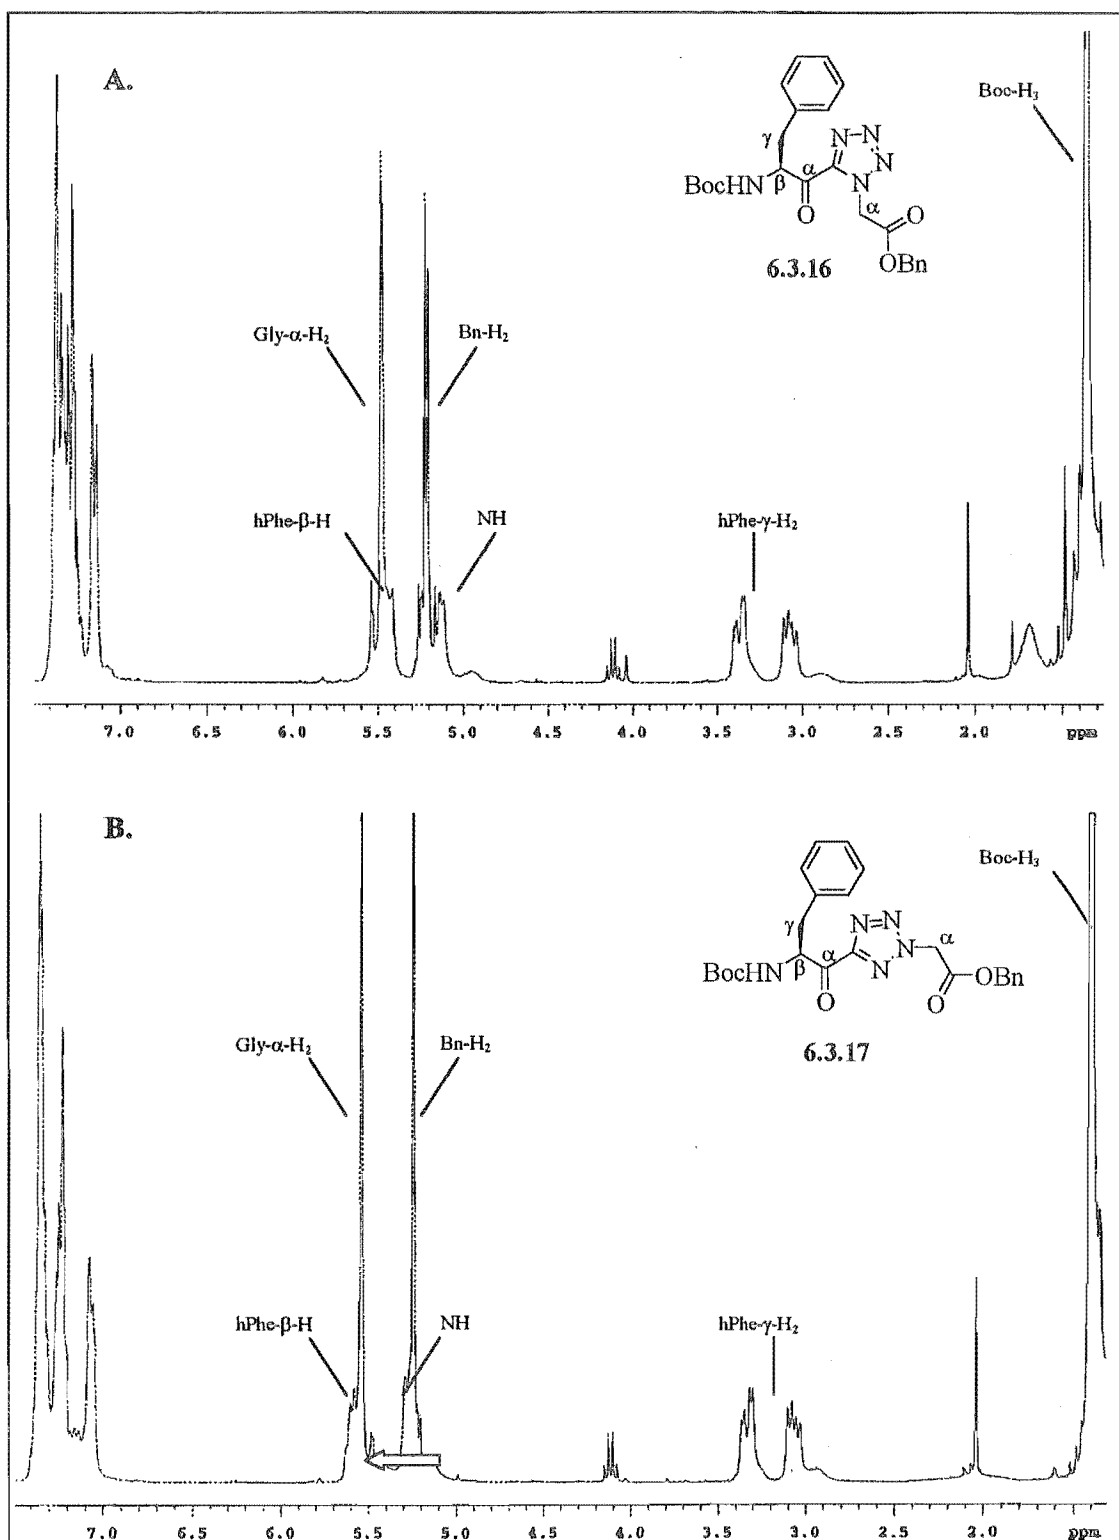 A.
Boc-H₃
γ
α
β
BocHN
O
N
N
N
N
α
O
OBn
6.3.16
Gly-α-H₂
Bn-H₂
hPhe-β-H
NH
hPhe-γ-H₂
7.0 6.5 6.0 5.5 5.0 4.5 4.0 3.5 3.0 2.5 2.0 ppm
B.
Boc-H₃
γ
α
β
BocHN
O
N
N
N
N
α
O
OBn
6.3.17
Gly-α-H₂
Bn-H₂
hPhe-β-H
NH
hPhe-γ-H₂
7.0 6.5 6.0 5.5 5.0 4.5 4.0 3.5 3.0 2.5 2.0 ppm